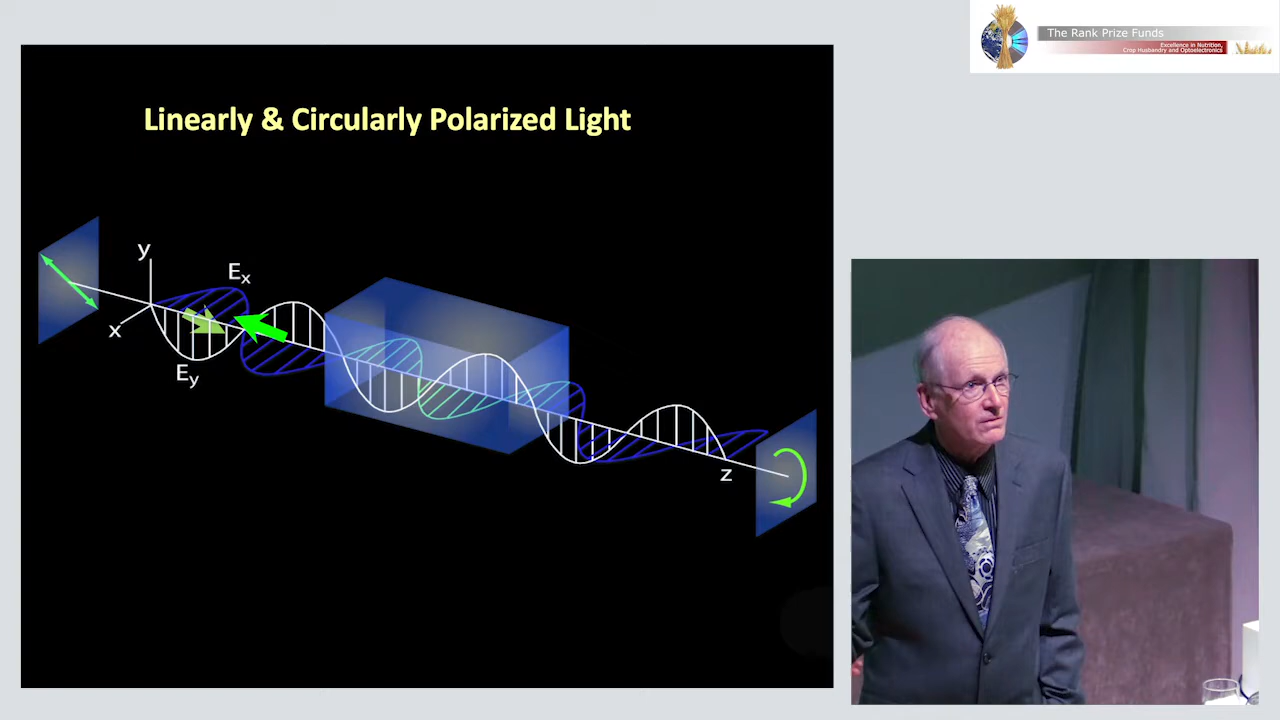 The Rank Prize Funds
Excellence in Nutrition,
Crop Husbandry and Optoelectronics
Linearly & Circularly Polarized Light
y
Ex
x
Ey
z